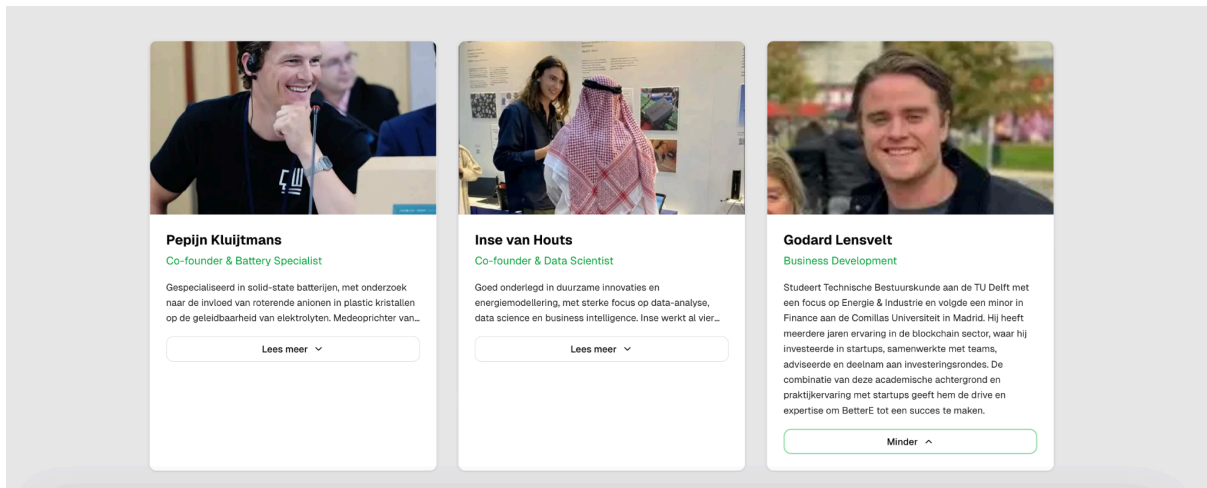 Pepijn Kluijtmans
Co-founder & Battery Specialist
Gespecialiseerd in solid-state batterijen, met onderzoek
naar de invloed van roterende anionen in plastic kristallen
op de geleidbaarheid van elektrolyten. Medeoprichter van...
Lees meer
Inse van Houts
Co-founder & Data Scientist
Goed onderlegd in duurzame innovaties en
energiemodellering, met sterke focus op data-analyse,
data science en business intelligence. Inse werkt al vier...
Lees meer
Godard Lensvelt
Business Development
Studeert Technische Bestuurskunde aan de TU Delft met
een focus op Energie & Industrie en volgde een minor in
Finance aan de Comillas Universiteit in Madrid. Hij heeft
meerdere jaren ervaring in de blockchain sector, waar hij
investeerde in startups, samenwerkte met teams,
adviseerde en deelnam aan investeringsrondes. De
combinatie van deze academische achtergrond en
praktijkervaring met startups geeft hem de drive en
expertise om BetterE tot een succes te maken.
Minder